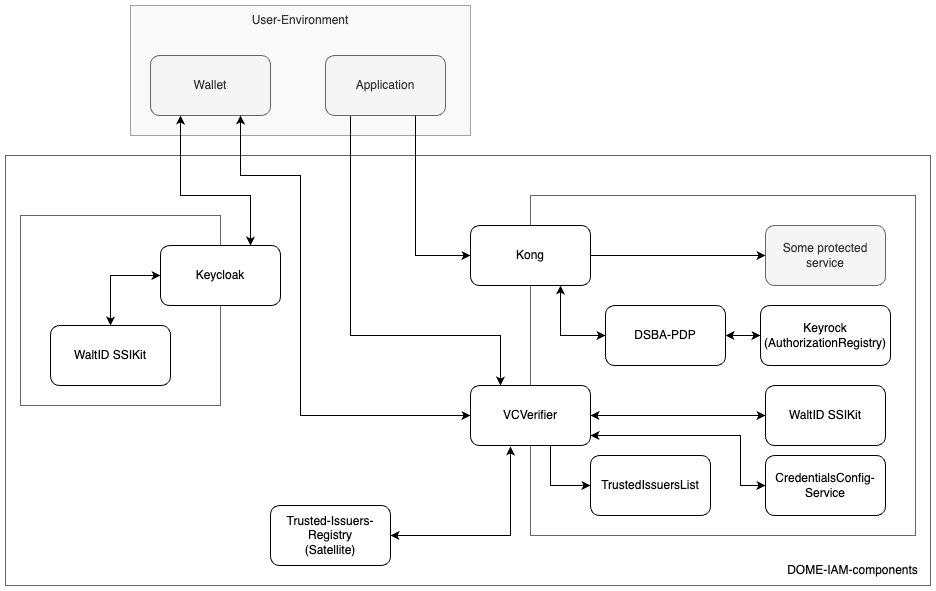 User-Environment
Wallet
Application
Kong
Some protected
service
Keycloak
DSBA-PDP
Keyrock
(AuthorizationRegistry)
WaltID SSIKit
VCVerifier
WaltID SSIKit
TrustedIssuersList
CredentialsConfig-
Service
Trusted-Issuers-
Registry
(Satellite)
DOME-IAM-components